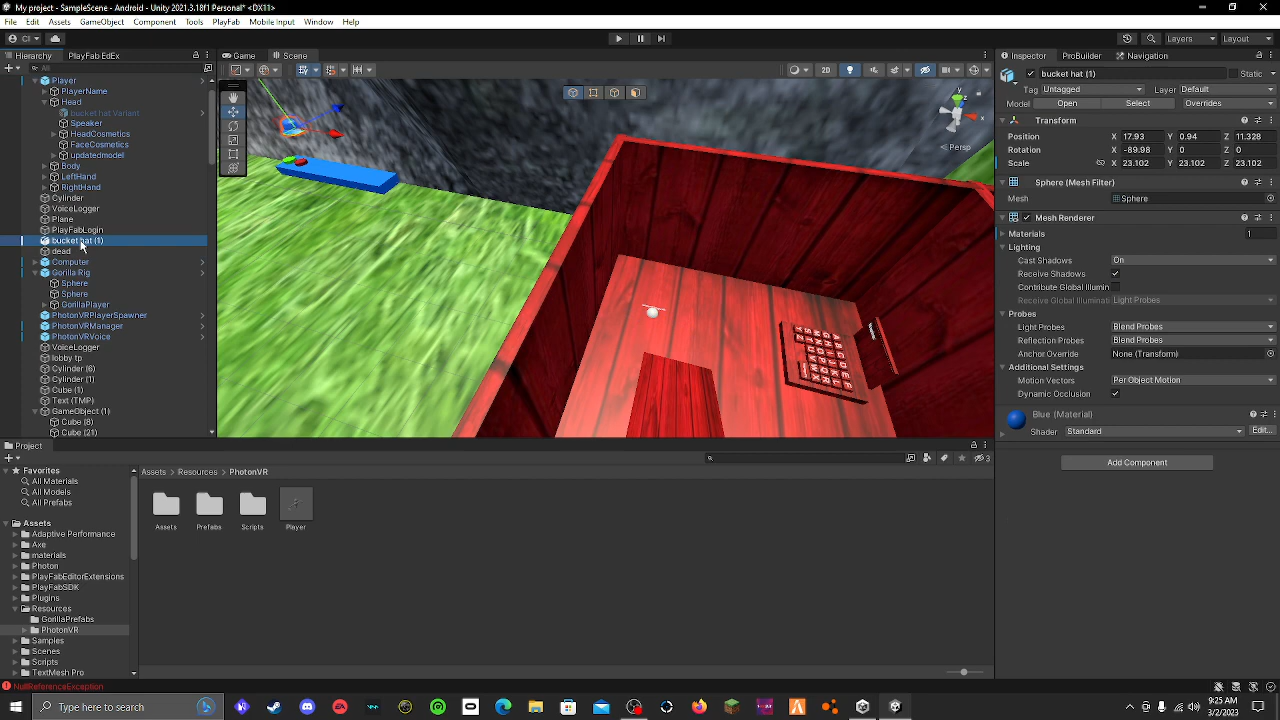 My project - SampleScene - Android - Unity 2021.3.18f1 Personal* <DX11>
File Edit Assets GameObject Component Tools PlayFab Mobile Input Window Help
CI
Layers Layout
Hierarchy PlayFab EdEx
All
Player
PlayerName
Head
bucket hat Variant
Speaker
HeadCosmetics
FaceCosmetics
updatedmodel
Body
LeftHand
RightHand
Cylinder
VoiceLogger
Plane
PlayFabLogin
bucket hat (1)
dead
Computer
Gorilla Rig
Sphere
Sphere
GorillaPlayer
PhotonVRPlayerSpawner
PhotonVRManager
PhotonVRVoice
VoiceLogger
lobby tp
Cylinder (6)
Cylinder (1)
Cube (1)
Text (TMP)
GameObject (1)
Cube (8)
Cube (21)
Game Scene
2D
y
x
Persp
Inspector ProBuilder Navigation
bucket hat (1) Static
Tag Untagged Layer Default
Model Open Select
Transform
Position X 17.93 Y 0.94 Z 11.328
Rotation X -89.98 Y 0 Z 0
Scale X 23.102 Y 23.102 Z 23.102
Sphere (Mesh Filter)
Mesh Sphere
Mesh Renderer
Materials 1
Lighting
Cast Shadows On
Receive Shadows
Contribute Global Illumin
Receive Global Illuminati Light Probes
Probes
Light Probes Blend Probes
Reflection Probes Blend Probes
Anchor Override None (Transform)
Additional Settings
Motion Vectors Per Object Motion
Dynamic Occlusion
Blue (Material)
Shader Standard Edit...
Add Component
Project
3
Favorites
All Materials
All Models
All Prefabs
Assets
Adaptive Performance
Axe
materials
Photon
PlayFabEditorExtensions
PlayFabSDK
Plugins
Resources
GorillaPrefabs
PhotonVR
Samples
Scenes
Scripts
TextMesh Pro
Assets > Resources > PhotonVR
Assets Prefabs Scripts Player
NullReferenceException
Type here to search
9:25 AM
9/2/2023